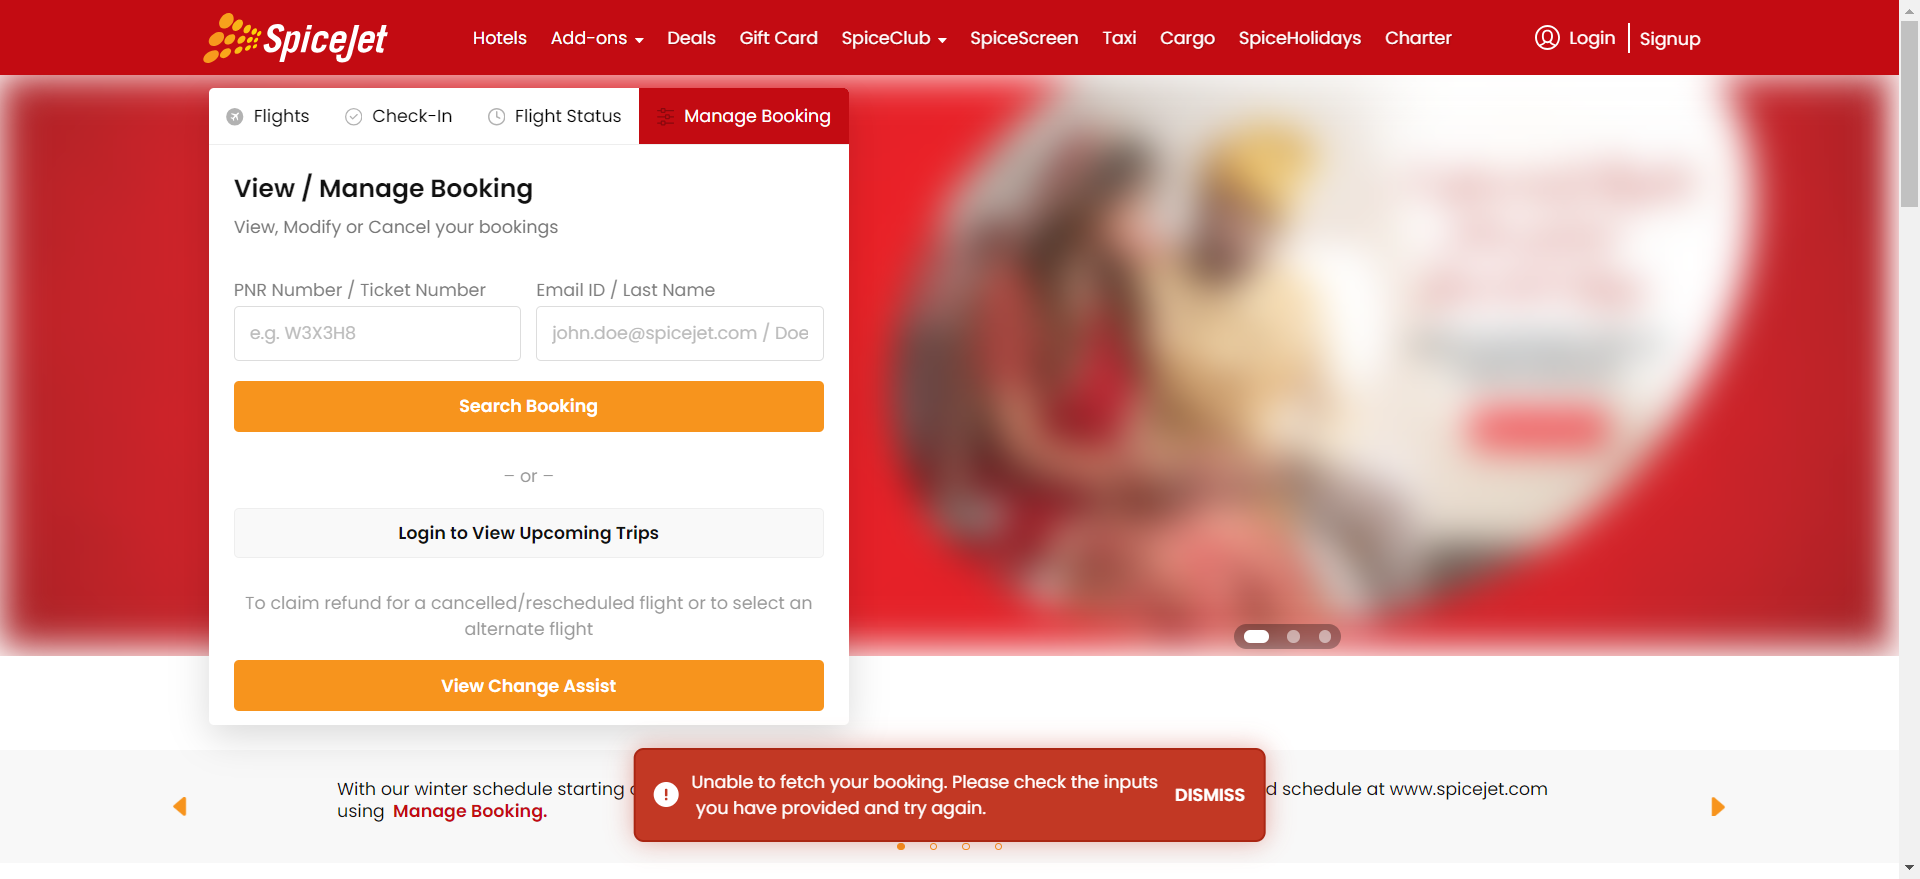 SpiceJet
Hotels Add-ons Deals Gift Card SpiceClub SpiceScreen Taxi Cargo SpiceHolidays Charter Login Signup
Flights Check-In Flight Status Manage Booking
View / Manage Booking
View, Modify or Cancel your bookings
PNR Number / Ticket Number Email ID / Last Name
e.g. W3X3H8 john.doe@spicejet.com / Doe
Search Booking
– or –
Login to View Upcoming Trips
To claim refund for a cancelled/rescheduled flight or to select an
alternate flight
View Change Assist
With our winter schedule starting
d schedule at www.spicejet.com
using Manage Booking.
Unable to fetch your booking. Please check the inputs
you have provided and try again.
DISMISS